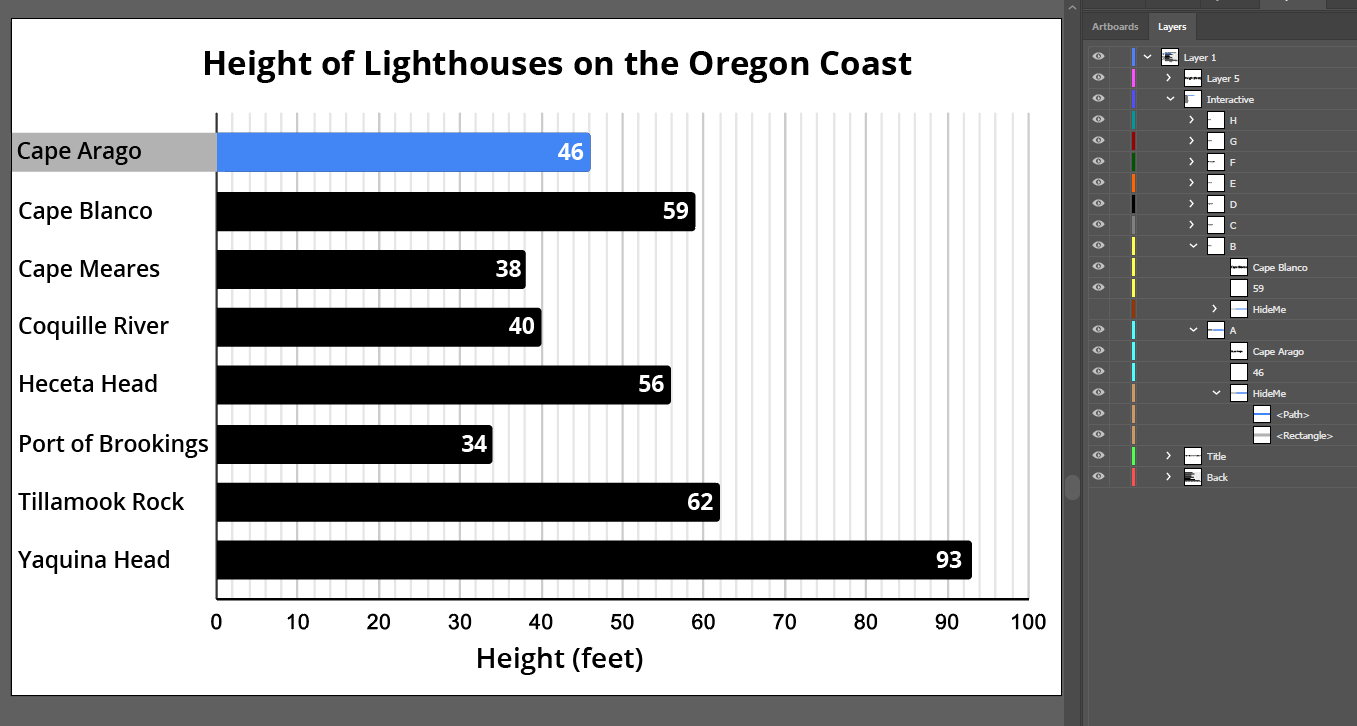 Height of Lighthouses on the Oregon Coast
Cape Arago 46
Cape Blanco 59
Cape Meares 38
Coquille River 40
Heceta Head 56
Port of Brookings 34
Tillamook Rock 62
Yaquina Head 93
0 10 20 30 40 50 60 70 80 90 100
Height (feet)
Artboards Layers
Layer 1
Layer 5
Interactive
H
G
F
E
D
C
B
Cape Blanco
59
HideMe
A
Cape Arago
46
HideMe
<Path>
<Rectangle>
Title
Back